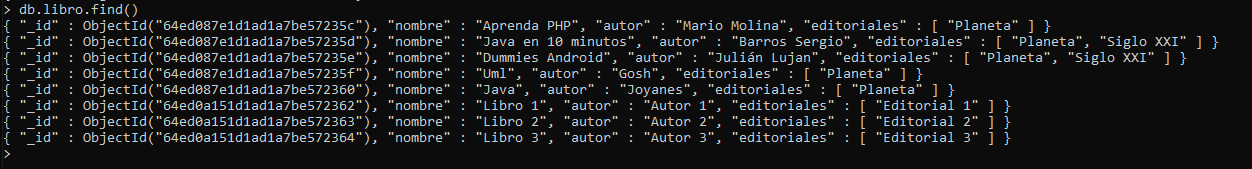 > db.libro.find()
{ "_id" : ObjectId("64ed087e1d1ad1a7be57235c"), "nombre" : "Aprenda PHP", "autor" : "Mario Molina", "editoriales" : [ "Planeta" ] }
{ "_id" : ObjectId("64ed087e1d1ad1a7be57235d"), "nombre" : "Java en 10 minutos", "autor" : "Barros Sergio", "editoriales" : [ "Planeta", "Siglo XXI" ] }
{ "_id" : ObjectId("64ed087e1d1ad1a7be57235e"), "nombre" : "Dummies Android", "autor" : "Julián Lujan", "editoriales" : [ "Planeta", "Siglo XXI" ] }
{ "_id" : ObjectId("64ed087e1d1ad1a7be57235f"), "nombre" : "Uml", "autor" : "Gosh", "editoriales" : [ "Planeta" ] }
{ "_id" : ObjectId("64ed087e1d1ad1a7be572360"), "nombre" : "Java", "autor" : "Joyanes", "editoriales" : [ "Planeta" ] }
{ "_id" : ObjectId("64ed0a151d1ad1a7be572362"), "nombre" : "Libro 1", "autor" : "Autor 1", "editoriales" : [ "Editorial 1" ] }
{ "_id" : ObjectId("64ed0a151d1ad1a7be572363"), "nombre" : "Libro 2", "autor" : "Autor 2", "editoriales" : [ "Editorial 2" ] }
{ "_id" : ObjectId("64ed0a151d1ad1a7be572364"), "nombre" : "Libro 3", "autor" : "Autor 3", "editoriales" : [ "Editorial 3" ] }
>